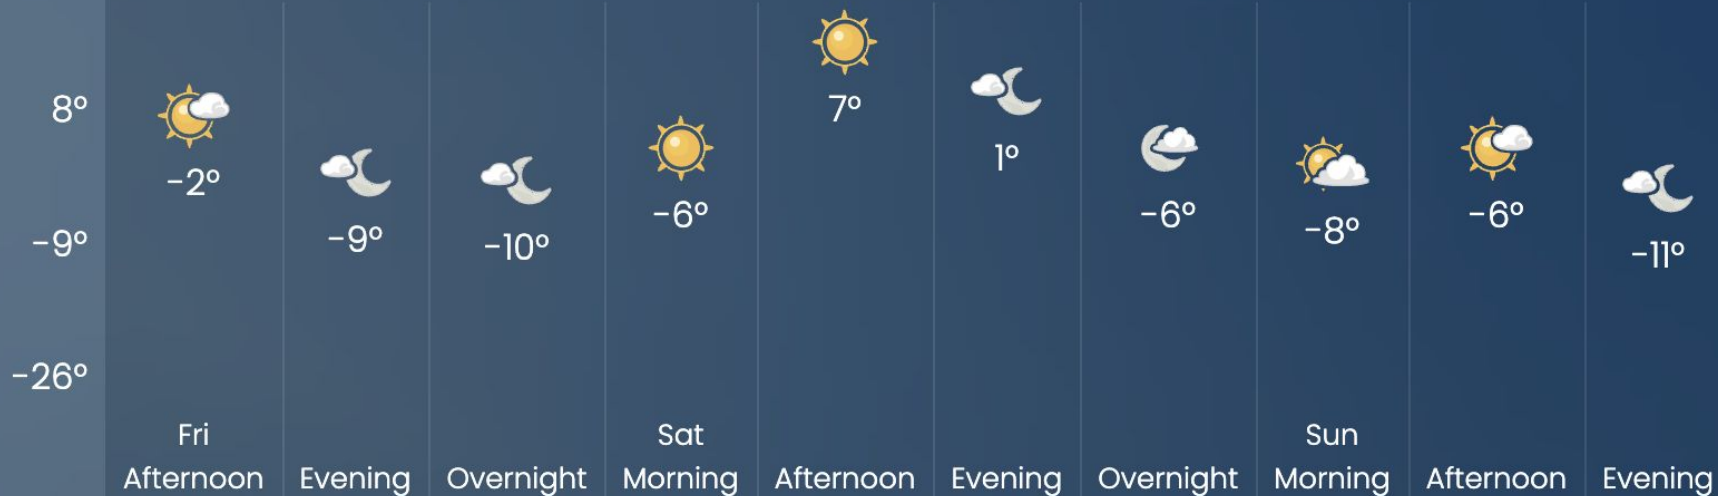 8°
-9°
-26°
-2°
-9°
-10°
-6°
7°
1°
-6°
-8°
-6°
-11°
Fri
Sat
Sun
Afternoon
Evening
Overnight
Morning
Afternoon
Evening
Overnight
Morning
Afternoon
Evening